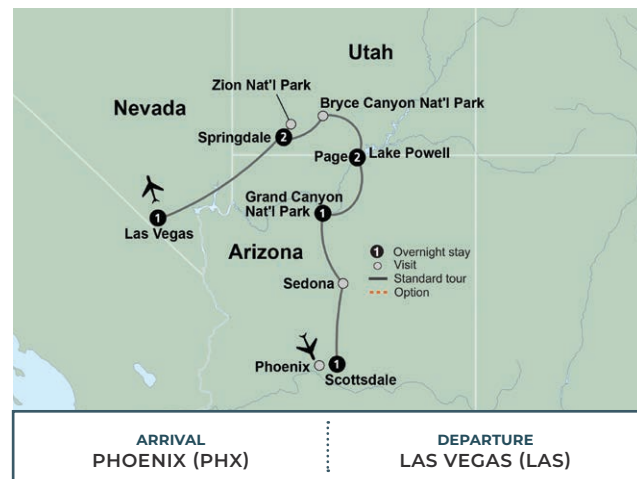 Utah
Zion Nat'l Park
Nevada
Bryce Canyon Nat'l Park
Springdale
2
Page
2
Lake Powell
Grand Canyon
Nat'l Park
1
1
Las Vegas
Arizona
1 Overnight stay
Visit
Standard tour
Option
Sedona
Phoenix
1
Scottsdale
ARRIVAL
PHOENIX (PHX)
DEPARTURE
LAS VEGAS (LAS)